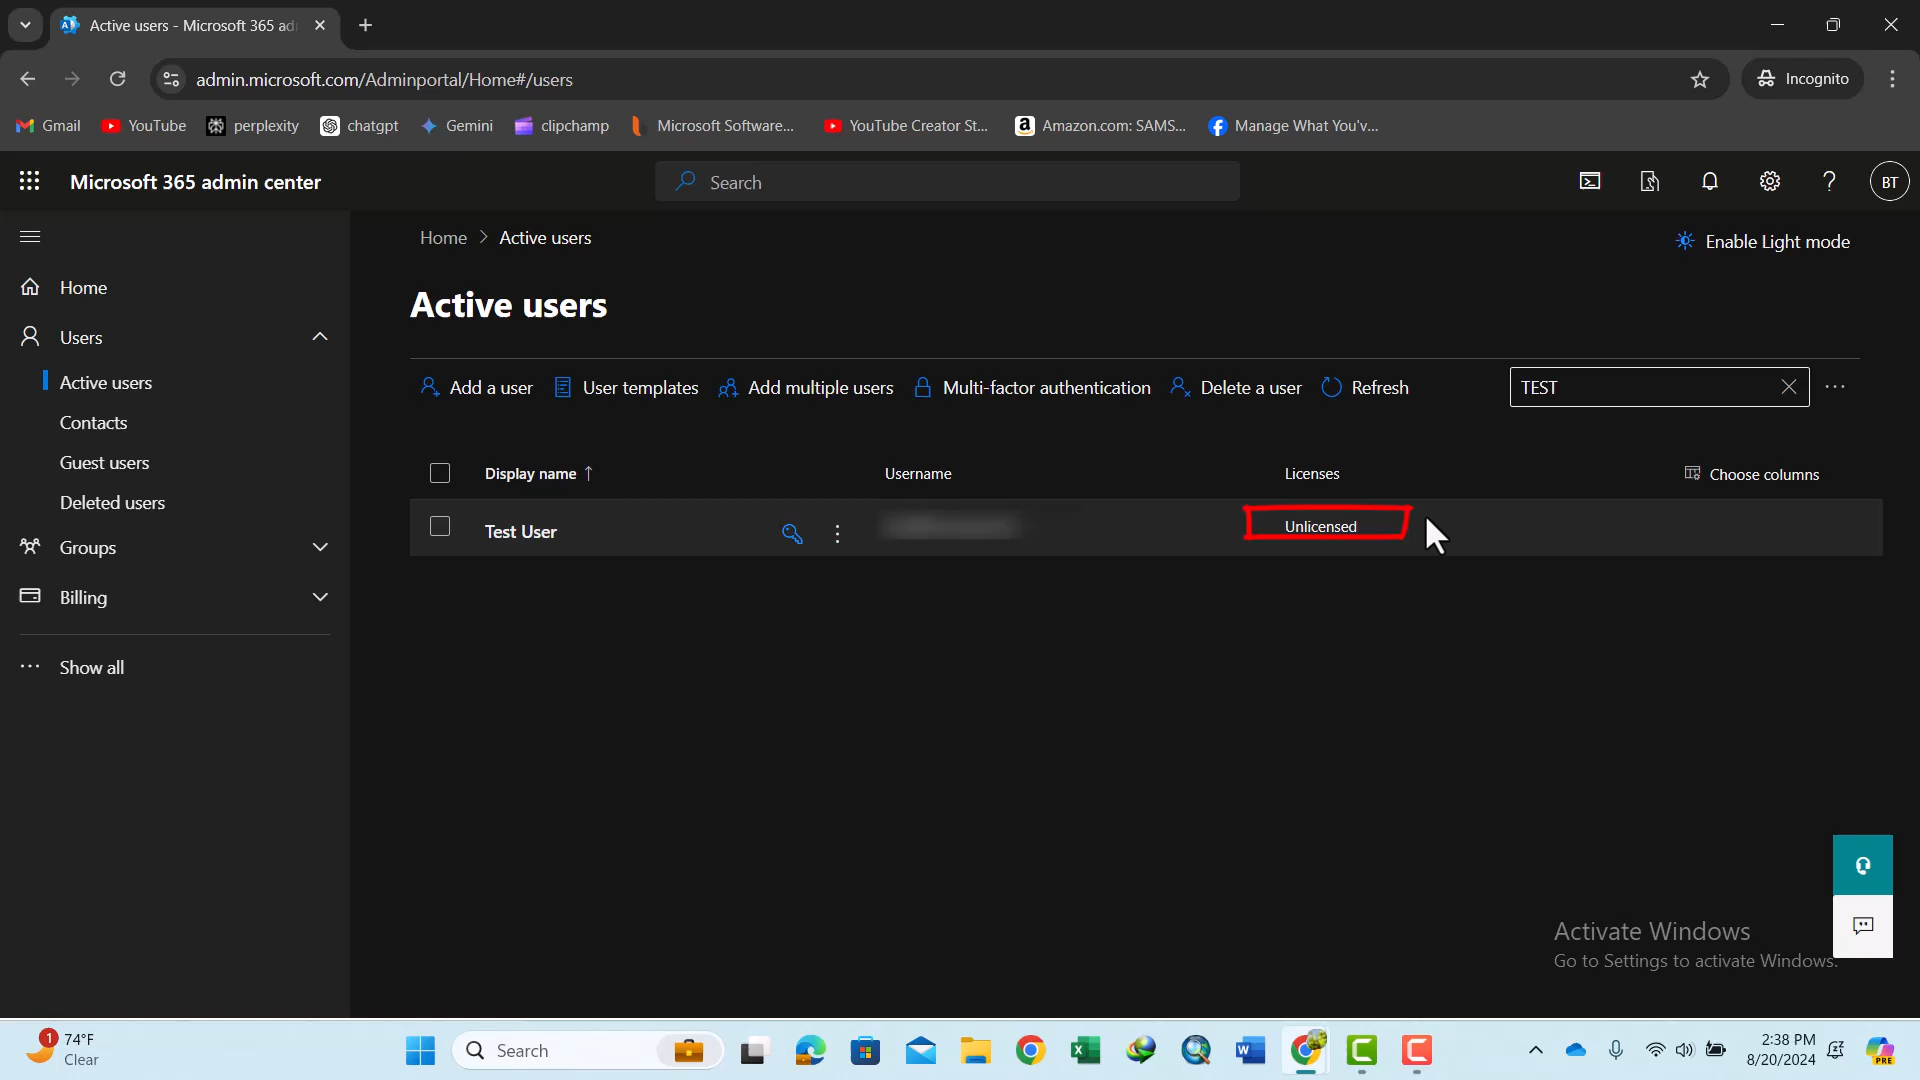 Active users - Microsoft 365 ad
admin.microsoft.com/Adminportal/Home#/users
Incognito
Gmail
YouTube
perplexity
chatgpt
Gemini
clipchamp
Microsoft Software...
YouTube Creator St...
Amazon.com: SAMS...
Manage What You'v...
Microsoft 365 admin center
Search
BT
Home > Active users
Enable Light mode
Home
Users
Active users
Contacts
Guest users
Deleted users
Groups
Billing
Show all
Active users
Add a user
User templates
Add multiple users
Multi-factor authentication
Delete a user
Refresh
TEST
Display name ↑
Username
Licenses
Choose columns
Test User
Unlicensed
Activate Windows
Go to Settings to activate Windows.
1
74°F
Clear
Search
2:38 PM
8/20/2024
PRE